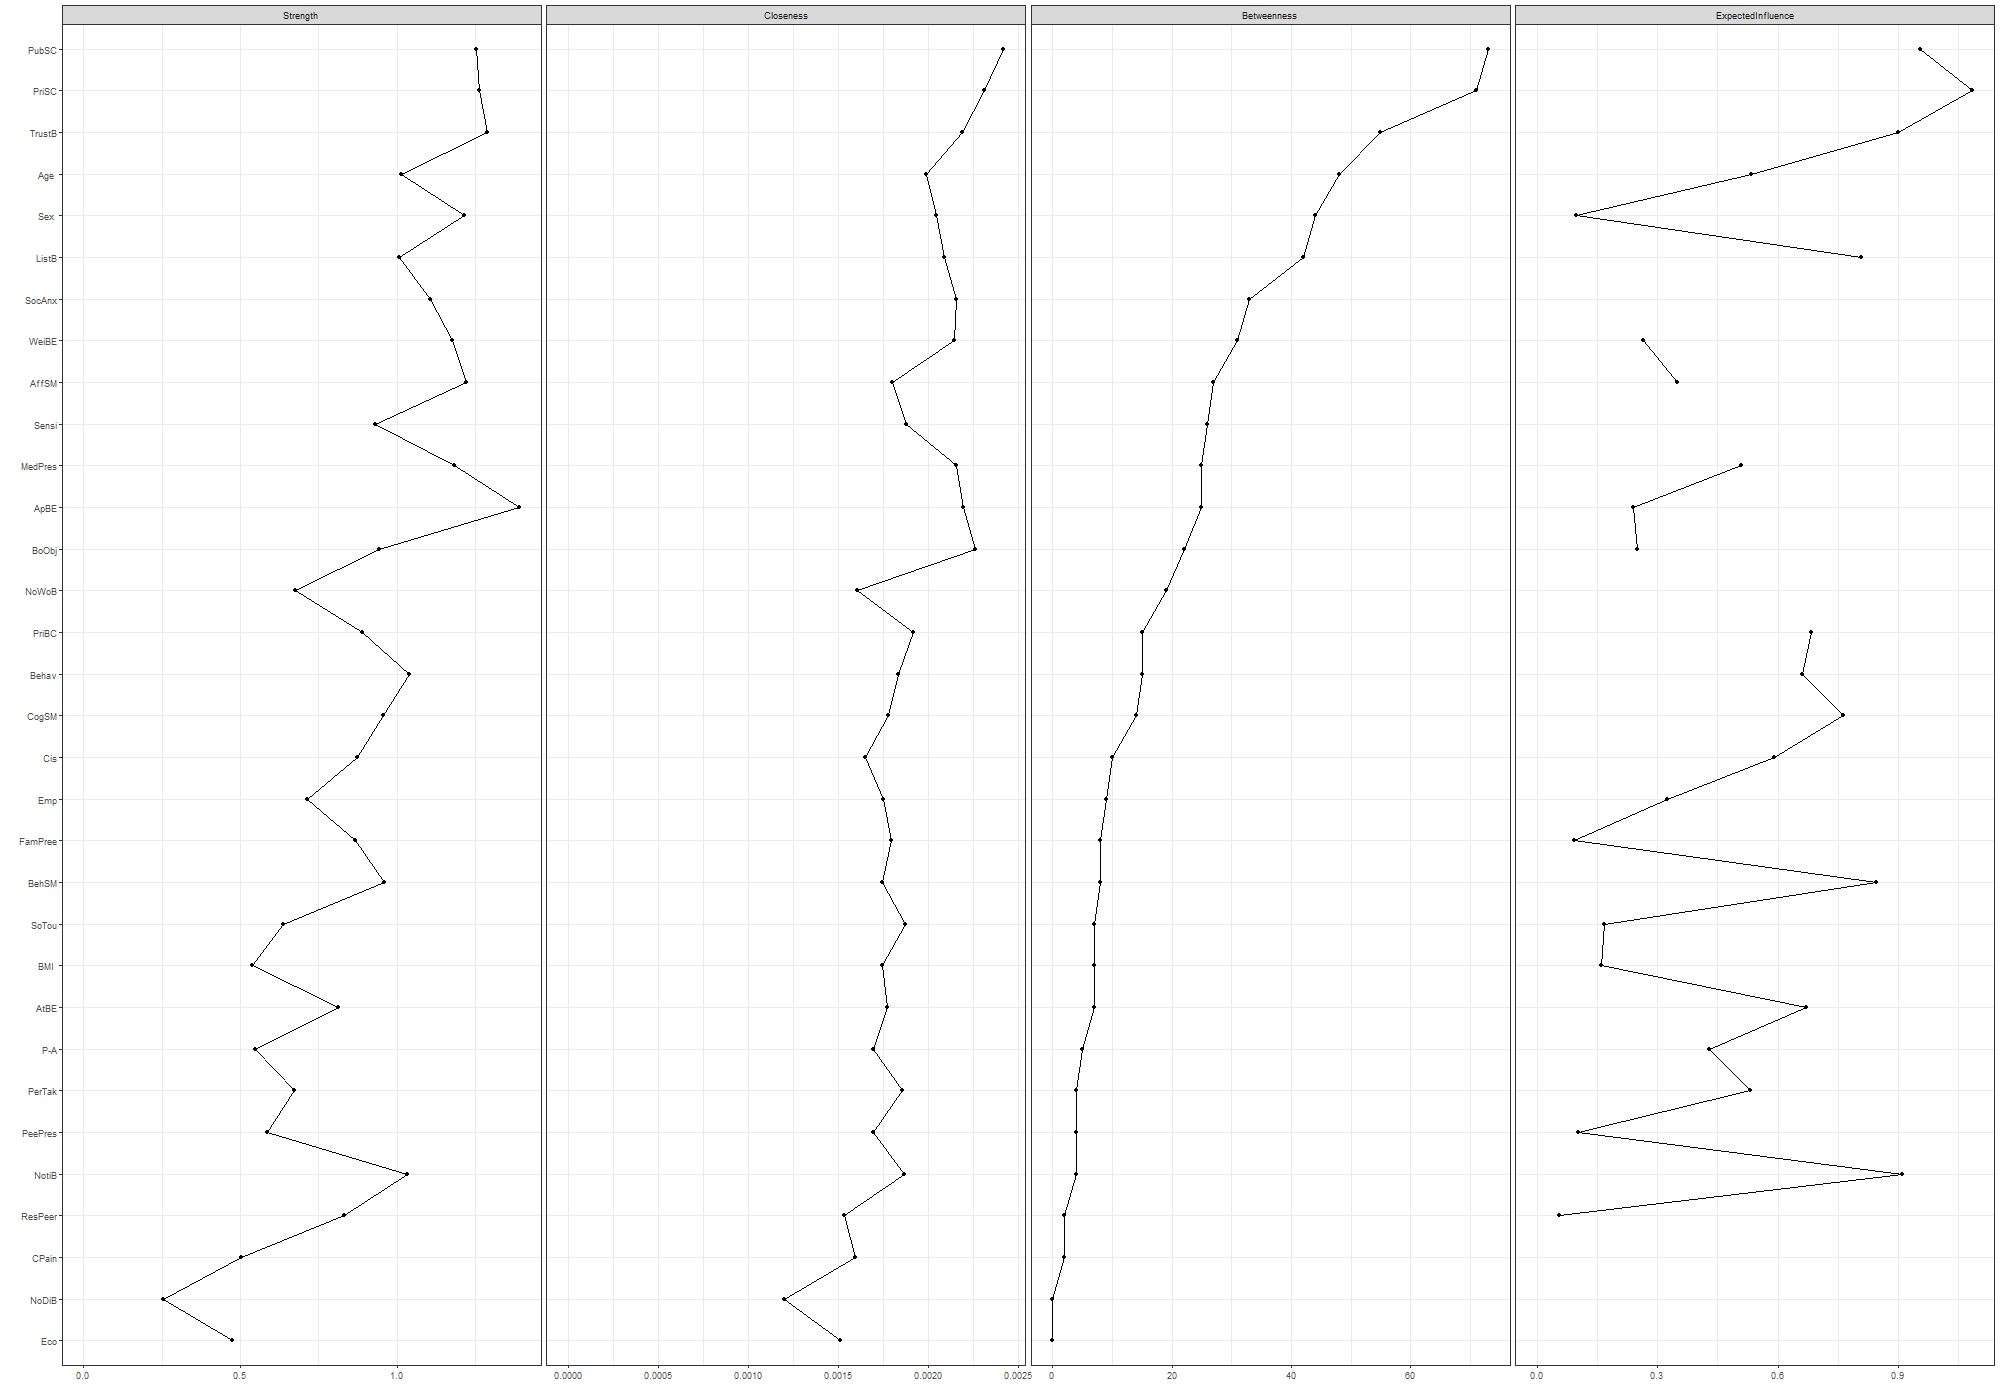 Strength Closeness Betweenness ExpectedInfluence
PubSC
PriSC
TrustB
Age
Sex
ListB
SocAnx
WeiBE
AffSM
Sensi
MedPres
ApBE
BoObj
NoWoB
PriBC
Behav
CogSM
Cis
Emp
FamPree
BehSM
SoTou
BMI
AtBE
P-A
PerTak
PeePres
NotiB
ResPeer
CPain
NoDiB
Eco
0.0 0.5 1.0 0.0000 0.0005 0.0010 0.0015 0.0020 0.0025 0 20 40 60 0.0 0.3 0.6 0.9